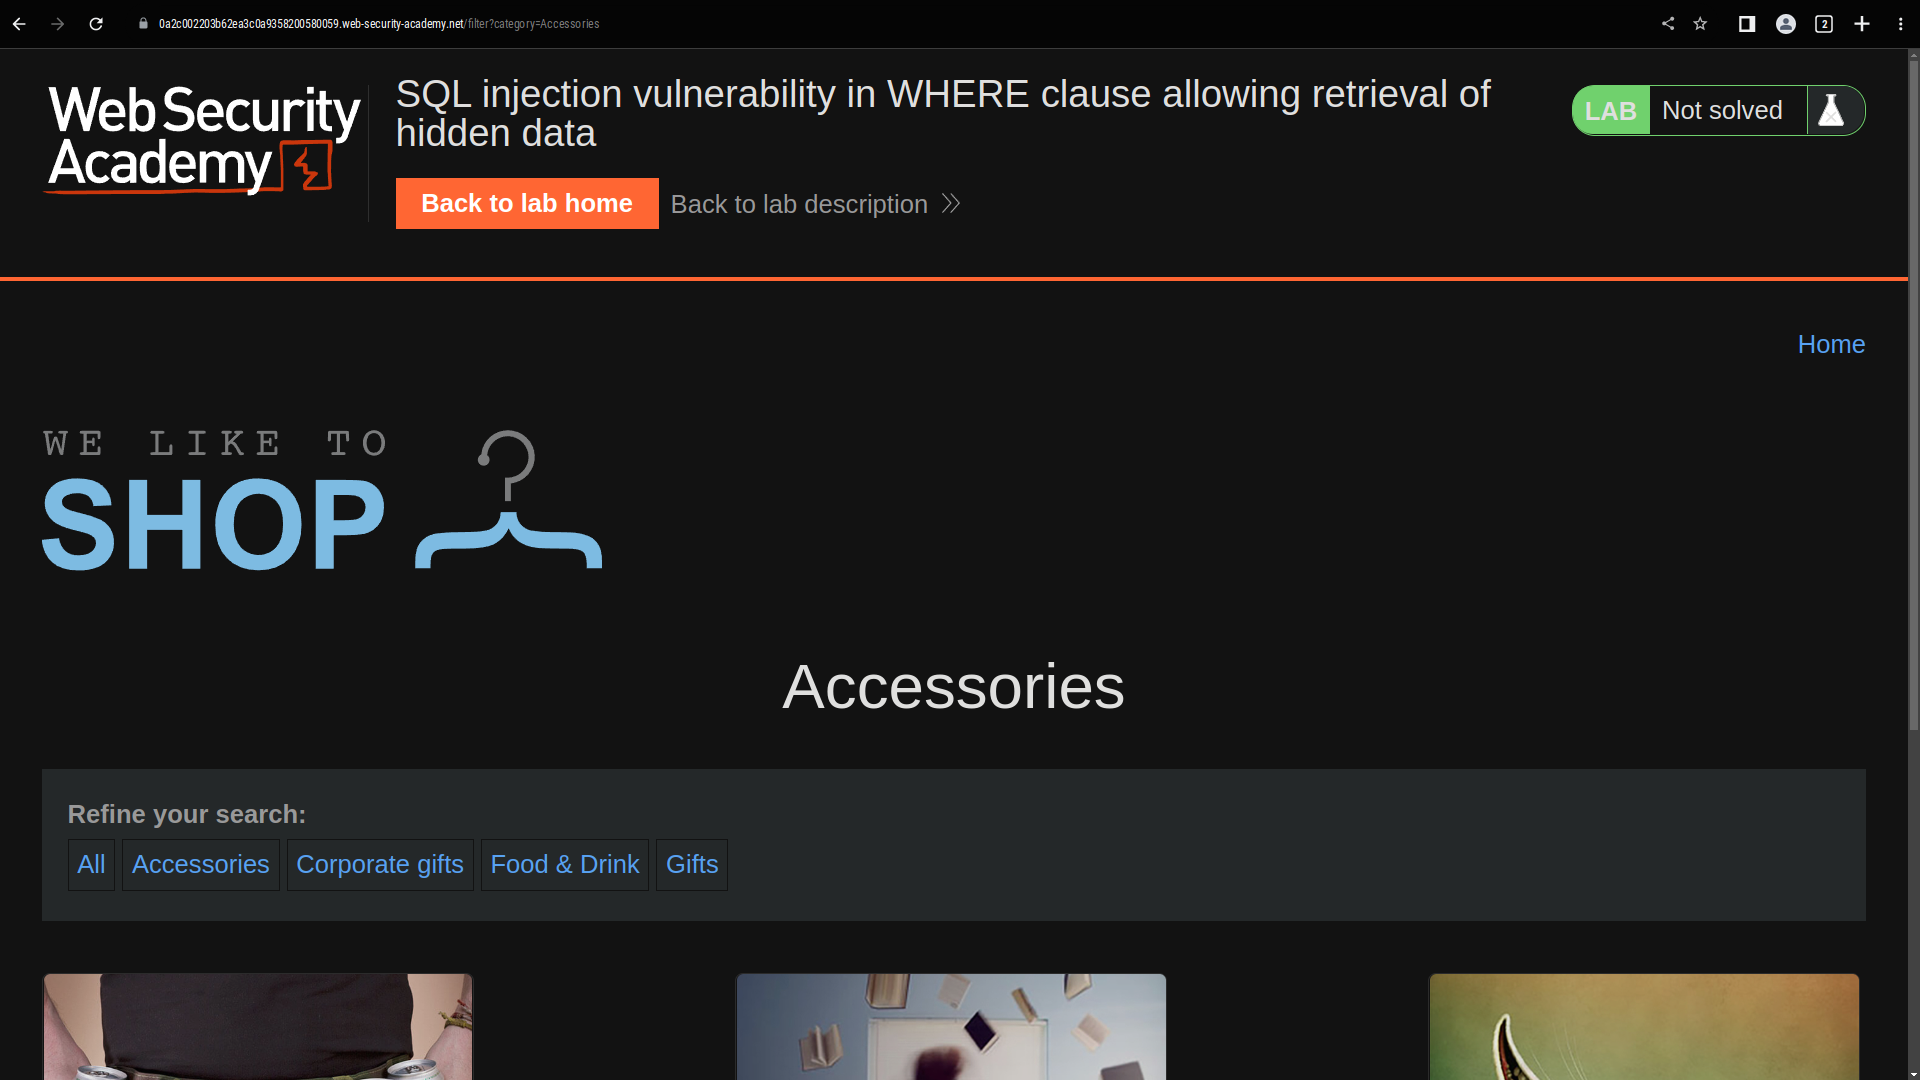 0a2c002203b62ea3c0a9358200580059.web-security-academy.net/filter?category=Accessories
2
Web Security
Academy
SQL injection vulnerability in WHERE clause allowing retrieval of
hidden data
LAB Not solved
Back to lab home Back to lab description
Home
WE LIKE TO
SHOP
Accessories
Refine your search:
All Accessories Corporate gifts Food & Drink Gifts